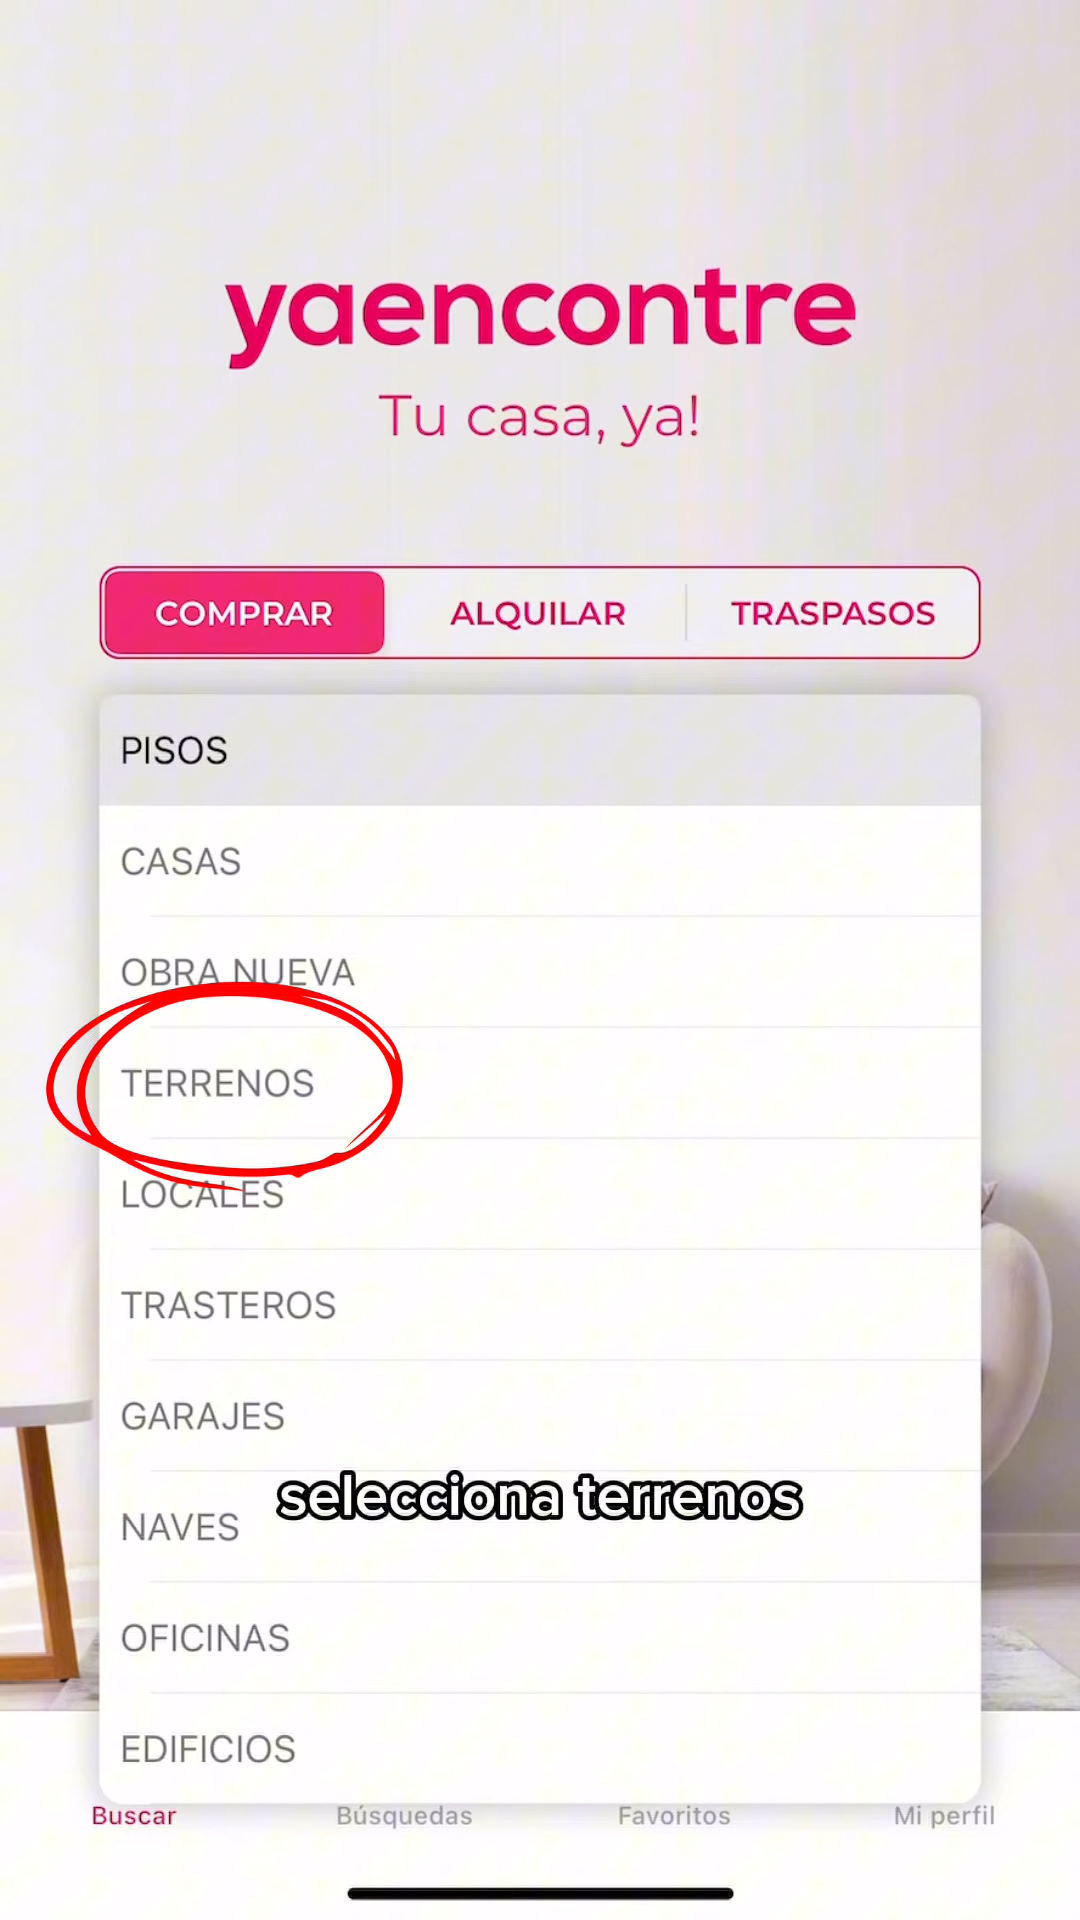 yaencontre
Tu casa, ya!
COMPRAR
ALQUILAR
TRASPASOS
PISOS
CASAS
OBRA NUEVA
TERRENOS
LOCALES
TRASTEROS
GARAJES
selecciona terrenos
NAVES
OFICINAS
EDIFICIOS
Buscar
Búsquedas
Favoritos
Mi perfil